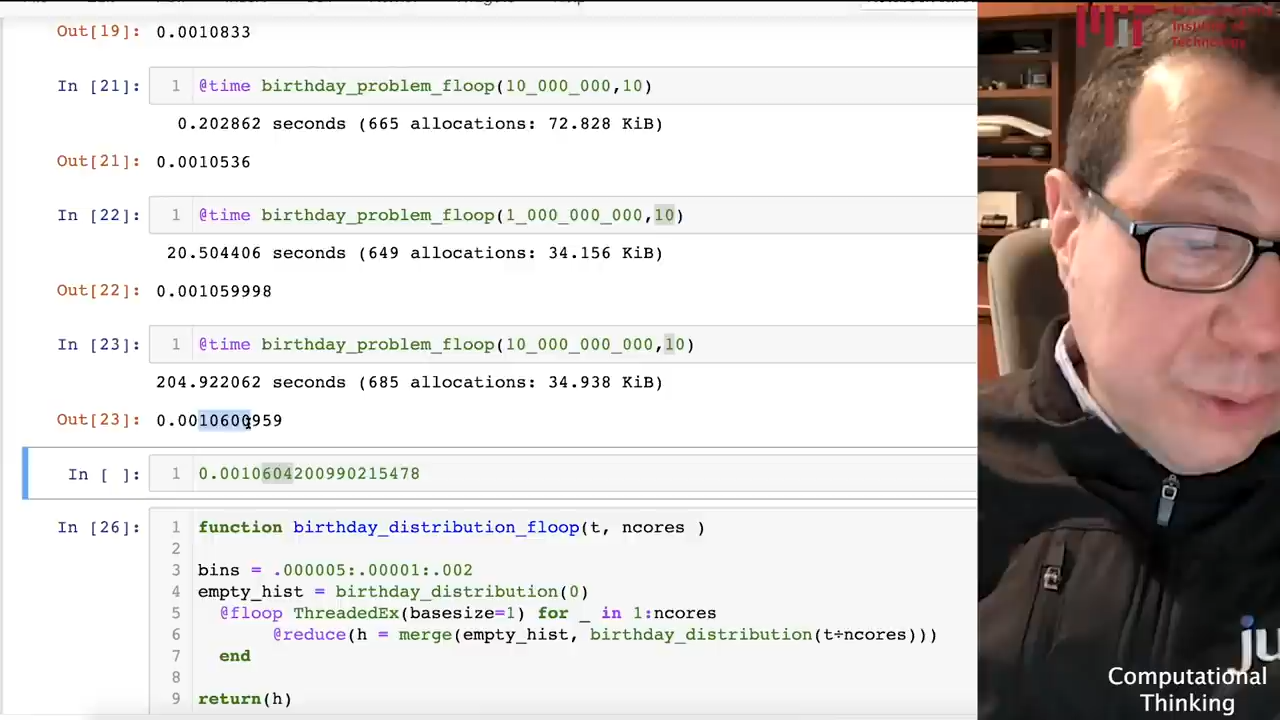 Out[19]: 0.0010833
In [21]: 1 @time birthday_problem_floop(10_000_000,10)
0.202862 seconds (665 allocations: 72.828 KiB)
Out[21]: 0.0010536
In [22]: 1 @time birthday_problem_floop(1_000_000_000,10)
20.504406 seconds (649 allocations: 34.156 KiB)
Out[22]: 0.001059998
In [23]: 1 @time birthday_problem_floop(10_000_000_000,10)
204.922062 seconds (685 allocations: 34.938 KiB)
Out[23]: 0.0010600959
In [ ]: 1 0.0010604200990215478
In [26]: 1 function birthday_distribution_floop(t, ncores )
2
3 bins = .000005:.00001:.002
4 empty_hist = birthday_distribution(0)
5 @floop ThreadedEx(basesize=1) for _ in 1:ncores
6 @reduce(h = merge(empty_hist, birthday_distribution(t÷ncores)))
7 end
8
9 return(h)
Institute of
Technology
ju
Computational
Thinking